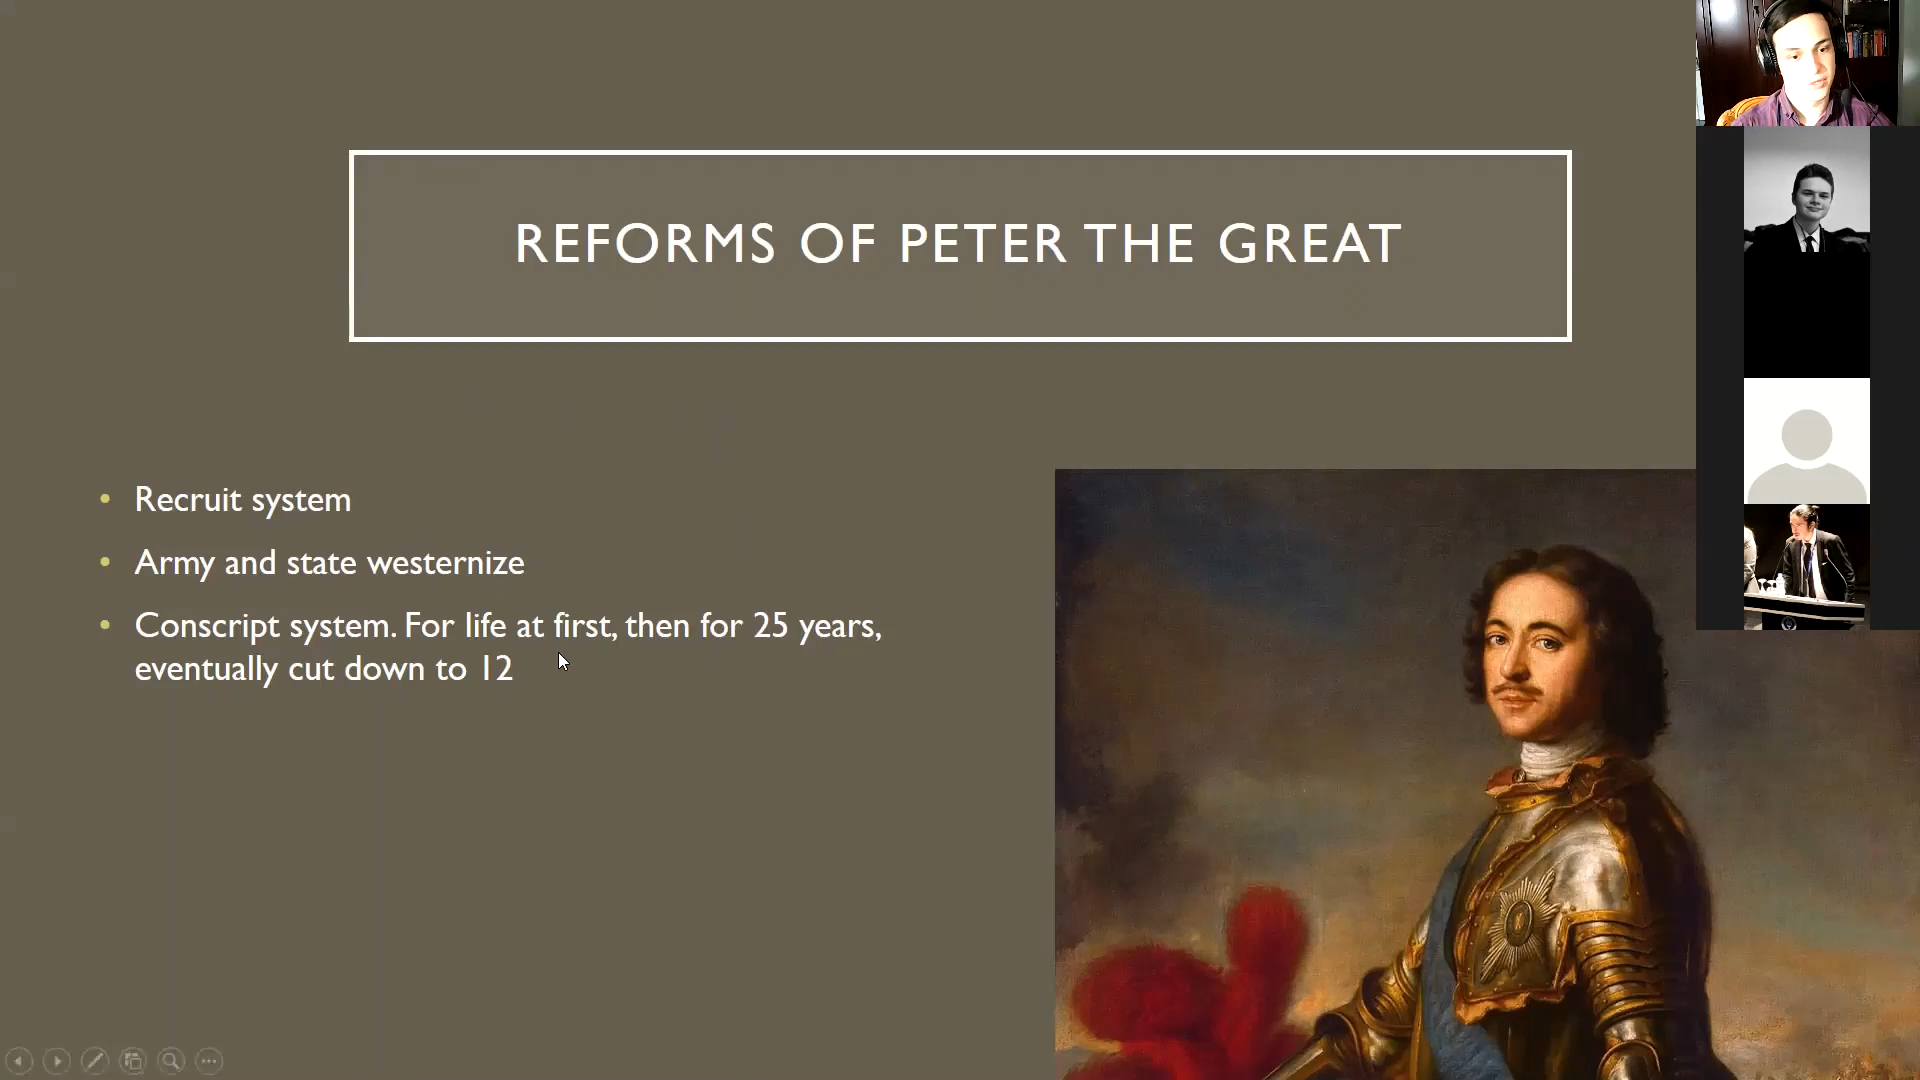 REFORMS OF PETER THE GREAT
• Recruit system
• Army and state westernize
• Conscript system. For life at first, then for 25 years,
eventually cut down to 12